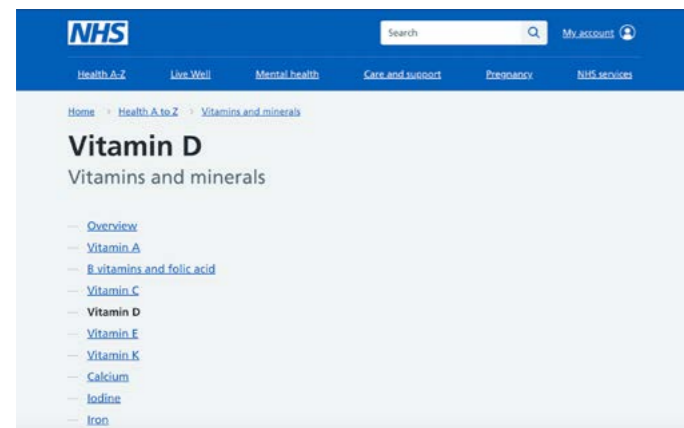 NHS
Search
My account
Health A-Z Live Well Mental health Care and support Pregnancy NHS services
Home > Health A to Z > Vitamins and minerals
Vitamin D
Vitamins and minerals
— Overview
— Vitamin A
— B vitamins and folic acid
— Vitamin C
— Vitamin D
— Vitamin E
— Vitamin K
— Calcium
— Iodine
— Iron